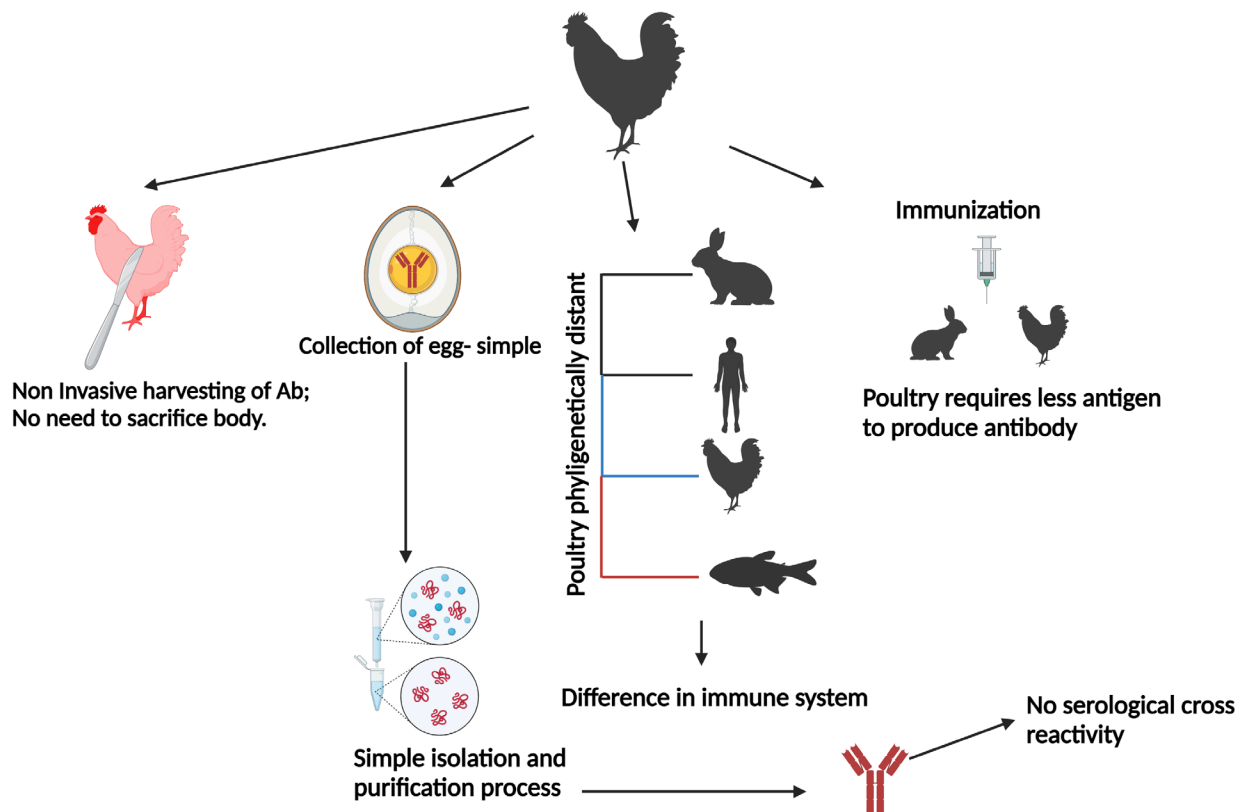 Immunization
Non Invasive harvesting of Ab;
No need to sacrifice body.
Collection of egg- simple
Poultry phyligenetically distant
Poultry requires less antigen
to produce antibody
Simple isolation and
purification process
Difference in immune system
No serological cross
reactivity